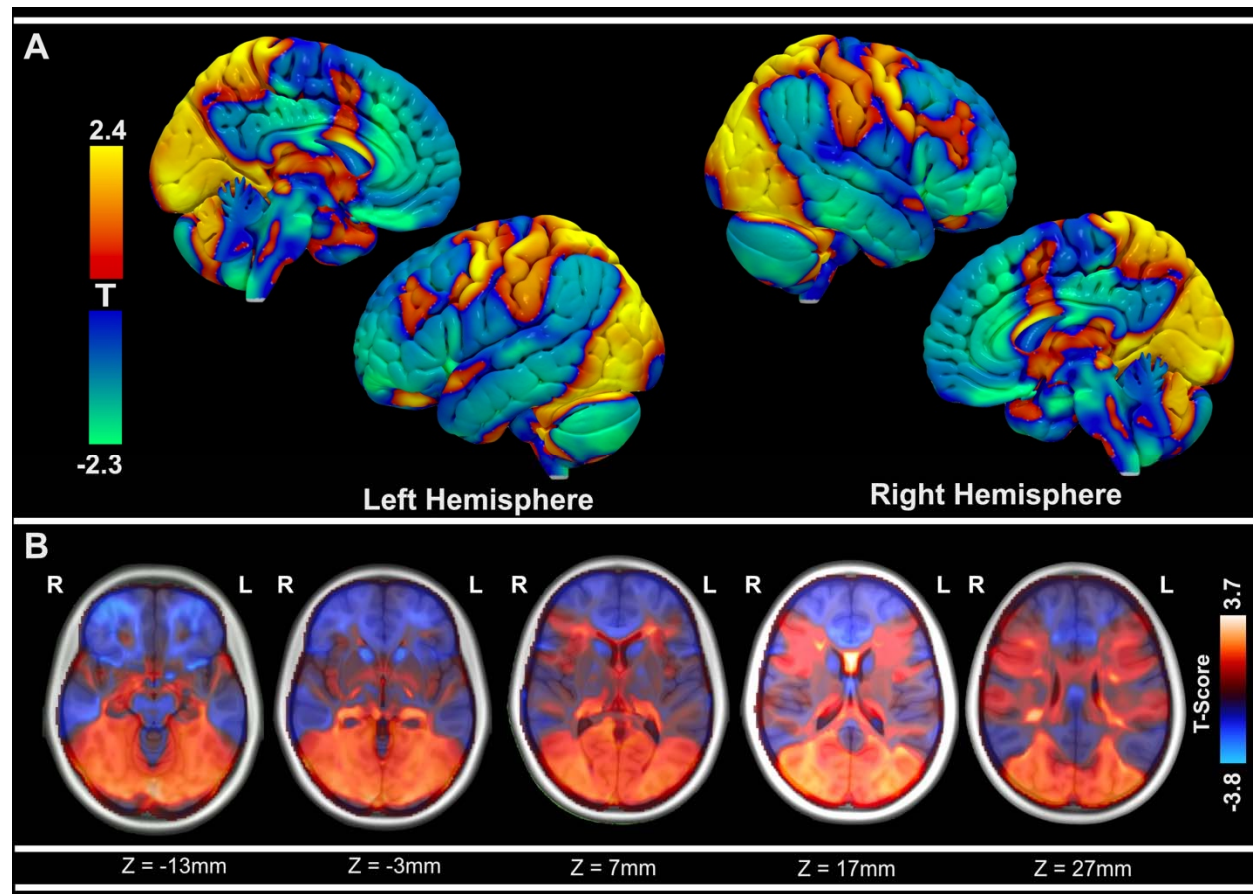 A
2.4
T
-2.3
Left Hemisphere
Right Hemisphere
B
R L R L R L R L R L
3.7
T-Score
-3.8
Z = -13mm Z = -3mm Z = 7mm Z = 17mm Z = 27mm